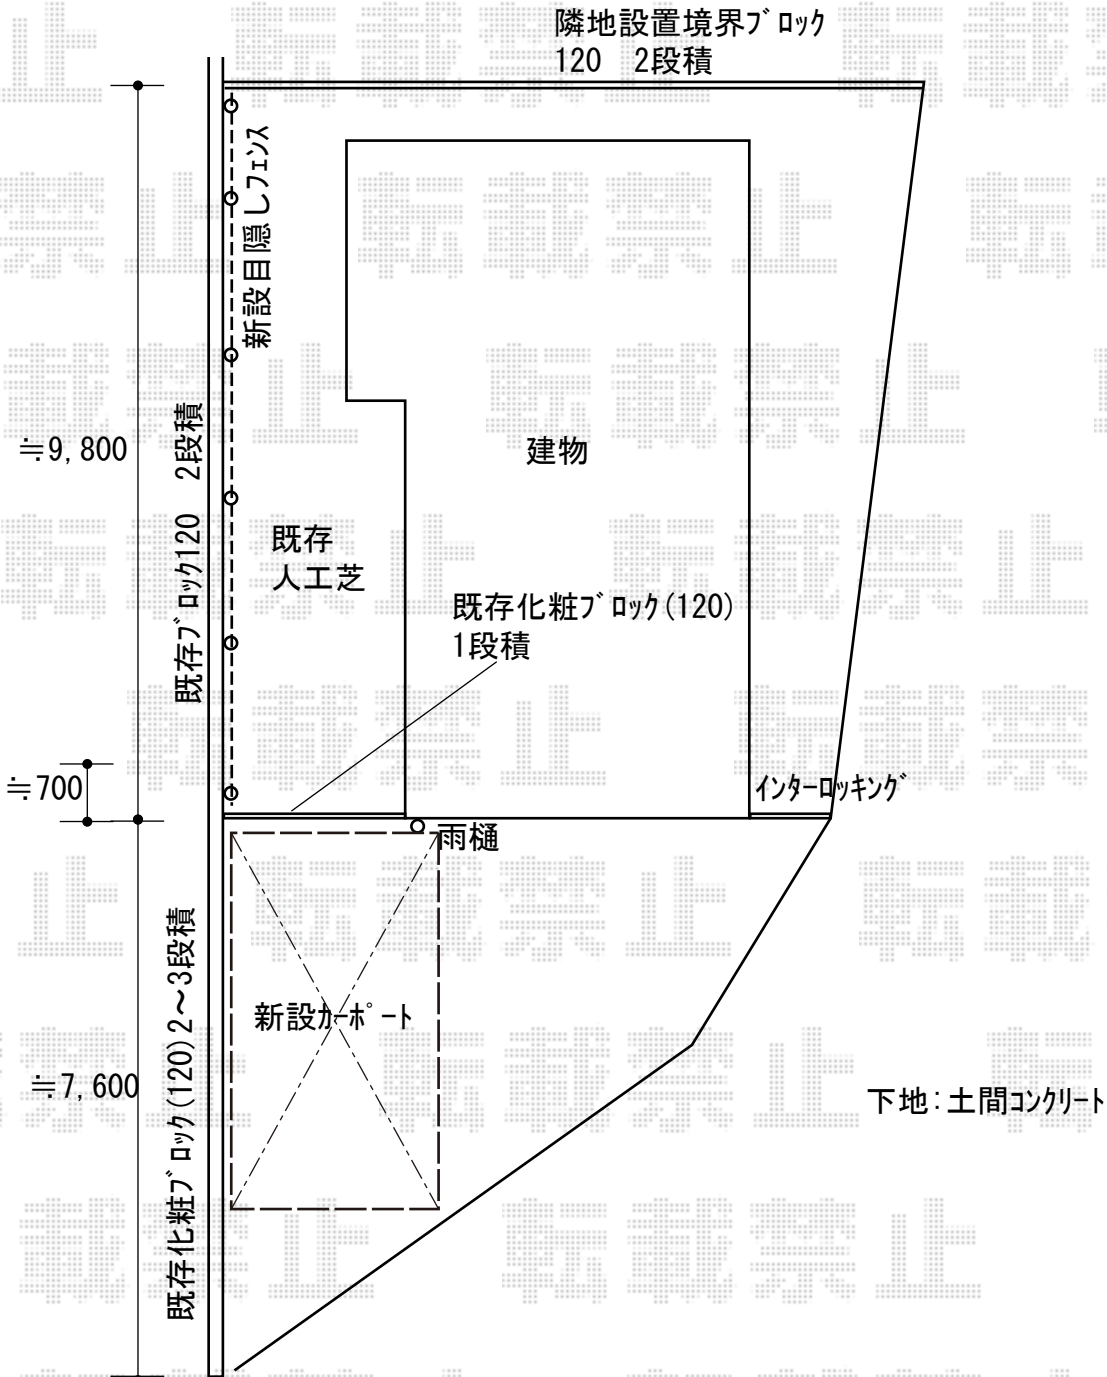 隣地設置境界ブロック
120 2段積
新設目隠しフェンス
≒9,800
既存ブロック120 2段積
建物
既存
人工芝
既存化粧ブロック(120)
1段積
≒700
インターロッキング
雨樋
新設カーポート
≒7,600
既存化粧ブロック(120)2～3段積
下地:土間コンクリート
転載禁止